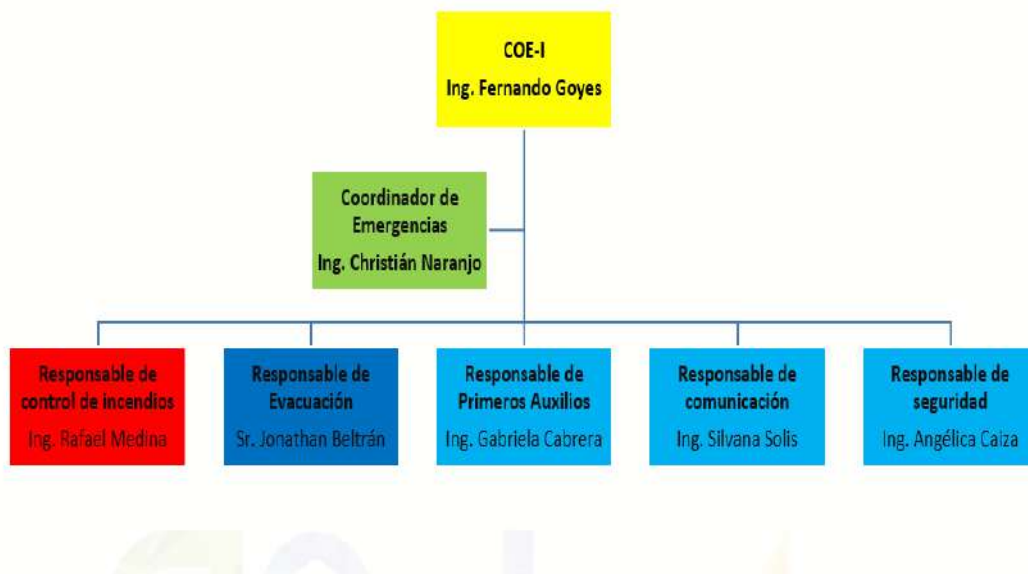 COE-I
Ing. Fernando Goyes
Coordinador de
Emergencias
Ing. Christián Naranjo
Responsable de
control de incendios
Ing. Rafael Medina
Responsable de
Evacuación
Sr. Jonathan Beltrán
Responsable de
Primeros Auxilios
Ing. Gabriela Cabrera
Responsable de
comunicación
Ing. Silvana Solis
Responsable de
seguridad
Ing. Angélica Caiza